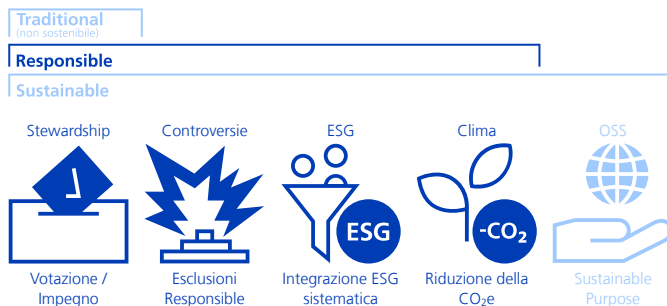 Traditional
(non sostenibile)
Responsible
Sustainable
Stewardship
Controversie
ESG
Clima
OSS
ESG
-CO₂
Votazione /
Impegno
Esclusioni
Responsible
Integrazione ESG
sistematica
Riduzione della
CO₂e
Sustainable
Purpose